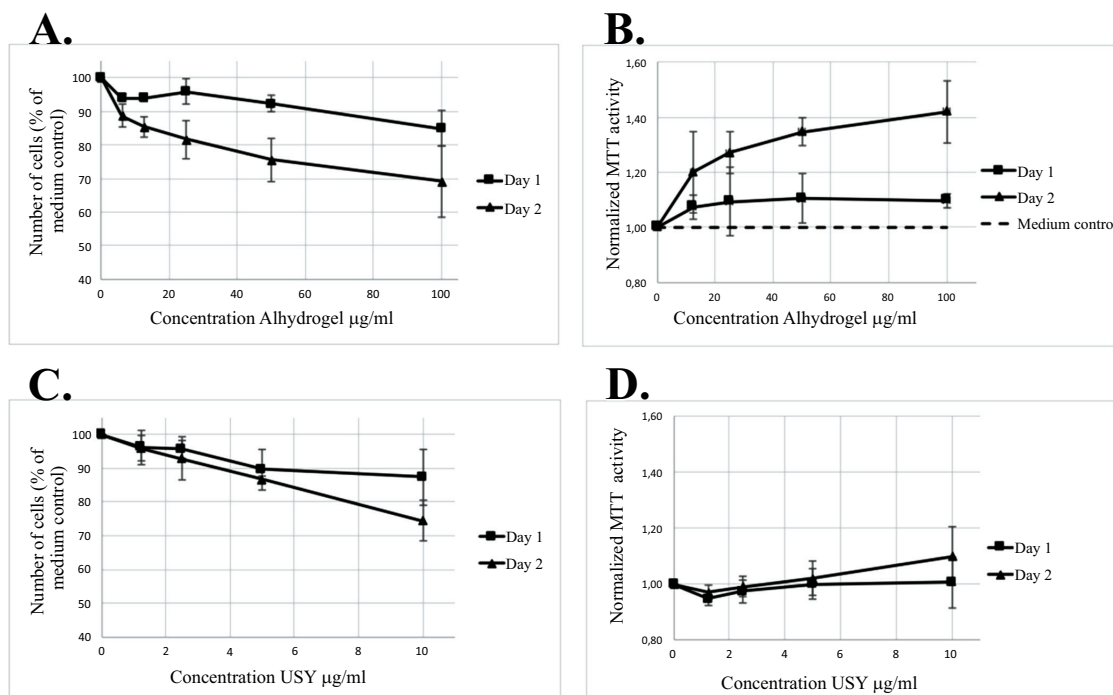 A.
Number of cells (% of
medium control)
100
90
80
70
60
50
40
0 20 40 60 80 100
Concentration Alhydrogel µg/ml
Day 1
Day 2
B.
Normalized MTT activity
1,60
1,40
1,20
1,00
0,80
0 20 40 60 80 100
Concentration Alhydrogel µg/ml
Day 1
Day 2
Medium control
C.
Number of cells (% of
medium control)
100
90
80
70
60
50
40
0 2 4 6 8 10
Concentration USY µg/ml
Day 1
Day 2
D.
Normalized MTT activity
1,60
1,40
1,20
1,00
0,80
0 2 4 6 8 10
Concentration USY µg/ml
Day 1
Day 2